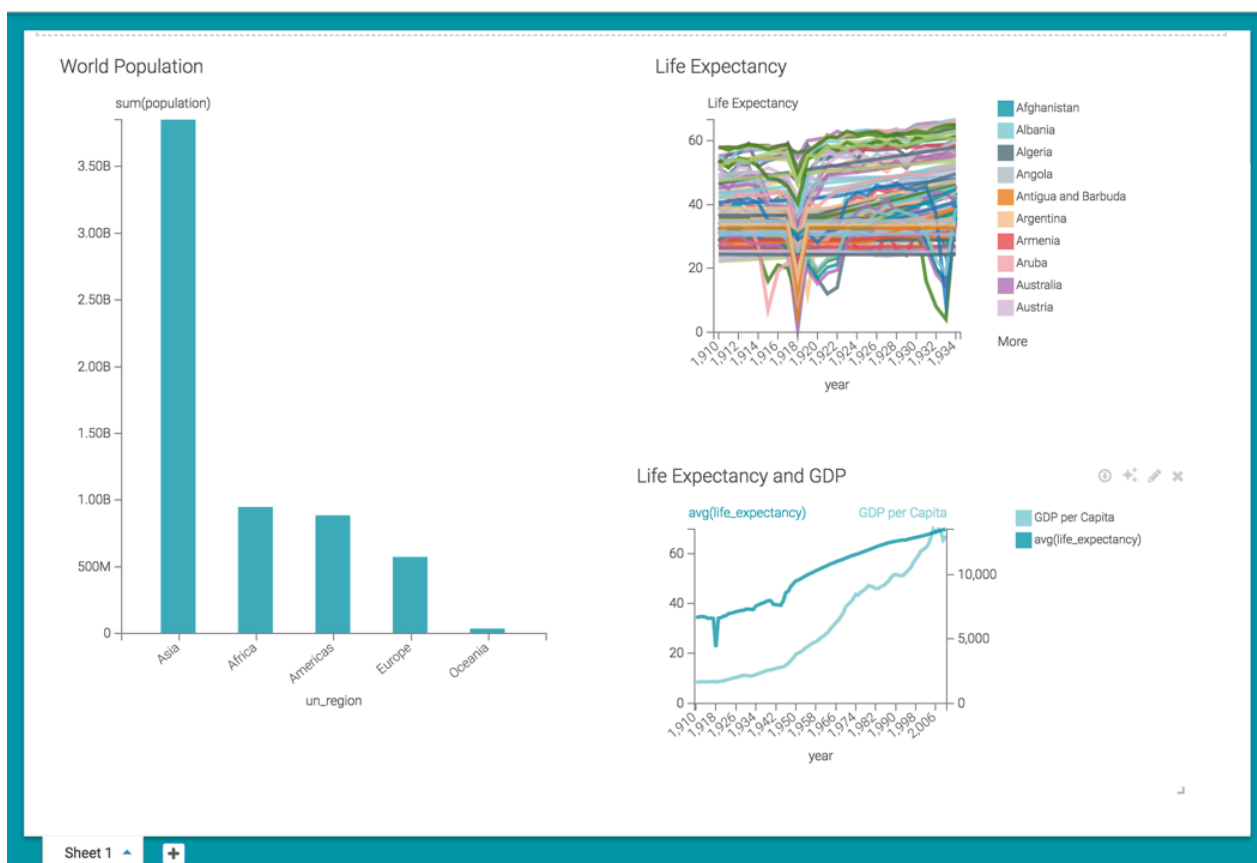 World Population
sum(population)
3.50B
3.00B
2.50B
2.00B
1.50B
1.00B
500M
0
Asia
Africa
Americas
Europe
Oceania
un_region
Life Expectancy
Life Expectancy
60
40
20
0
1,910
1,912
1,914
1,916
1,918
1,920
1,922
1,924
1,926
1,928
1,930
1,932
1,934
year
Afghanistan
Albania
Algeria
Angola
Antigua and Barbuda
Argentina
Armenia
Aruba
Australia
Austria
More
Life Expectancy and GDP
avg(life_expectancy)
GDP per Capita
60
40
20
0
10,000
5,000
0
1,910
1,918
1,926
1,934
1,942
1,950
1,958
1,966
1,974
1,982
1,990
1,998
2,006
year
GDP per Capita
avg(life_expectancy)
Sheet 1